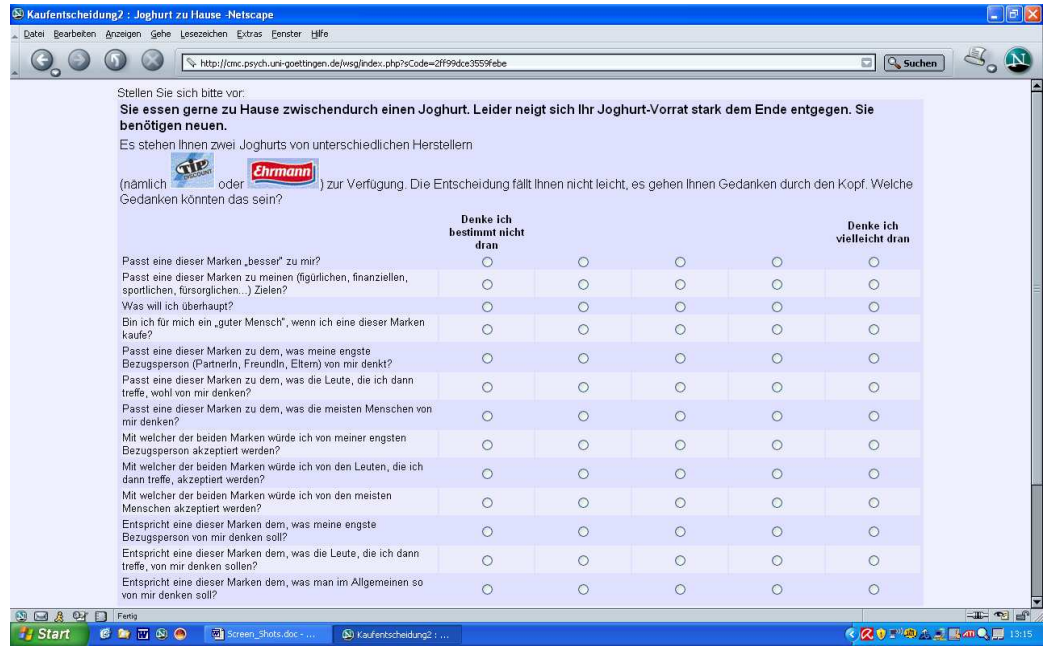 Kaufentscheidung2 : Joghurt zu Hause -Netscape
Datei Bearbeiten Anzeigen Gehe Lesezeichen Extras Fenster Hilfe
http://cmc.psych.uni-goettingen.de/wsg/index.php?sCode=2ff99dce3559febe
Suchen
N
Stellen Sie sich bitte vor:
Sie essen gerne zu Hause zwischendurch einen Joghurt. Leider neigt sich Ihr Joghurt-Vorrat stark dem Ende entgegen. Sie
benötigen neuen.
Es stehen Ihnen zwei Joghurts von unterschiedlichen Herstellern
(nämlich TiP DISCOUNT oder Ehrmann ) zur Verfügung. Die Entscheidung fällt Ihnen nicht leicht, es gehen Ihnen Gedanken durch den Kopf. Welche
Gedanken könnten das sein?
Denke ich
bestimmt nicht
dran
Denke ich
vielleicht dran
Passt eine dieser Marken „besser" zu mir?
Passt eine dieser Marken zu meinen (figürlichen, finanziellen,
sportlichen, fürsorglichen...) Zielen?
Was will ich überhaupt?
Bin ich für mich ein „guter Mensch", wenn ich eine dieser Marken
kaufe?
Passt eine dieser Marken zu dem, was meine engste
Bezugsperson (PartnerIn, FreundIn, Eltern) von mir denkt?
Passt eine dieser Marken zu dem, was die Leute, die ich dann
treffe, wohl von mir denken?
Passt eine dieser Marken zu dem, was die meisten Menschen von
mir denken?
Mit welcher der beiden Marken würde ich von meiner engsten
Bezugsperson akzeptiert werden?
Mit welcher der beiden Marken würde ich von den Leuten, die ich
dann treffe, akzeptiert werden?
Mit welcher der beiden Marken würde ich von den meisten
Menschen akzeptiert werden?
Entspricht eine dieser Marken dem, was meine engste
Bezugsperson von mir denken soll?
Entspricht eine dieser Marken dem, was die Leute, die ich dann
treffe, von mir denken sollen?
Entspricht eine dieser Marken dem, was man im Allgemeinen so
von mir denken soll?
Fertig
Start Screen_Shots.doc - ... Kaufentscheidung2 : ... 13:15